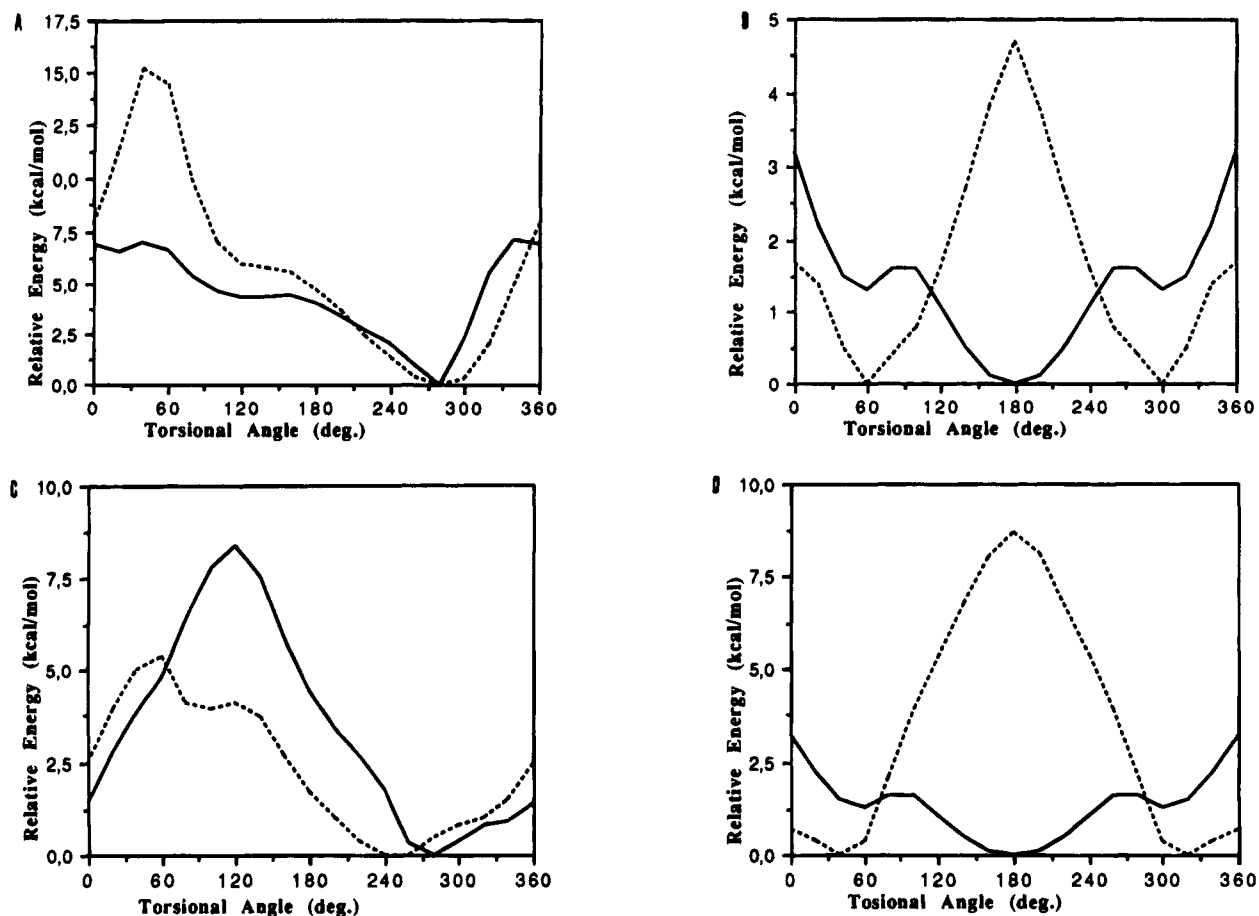 A
17,5
15,0
2,5
0,0
7,5
5,0
2,5
0,0
Relative Energy (kcal/mol)
0 60 120 180 240 300 360
Torsional Angle (deg.)
B
5
4
3
2
1
0
Relative Energy (kcal/mol)
0 60 120 180 240 300 360
Torsional Angle (deg.)
C
10,0
7,5
5,0
2,5
0,0
Relative Energy (kcal/mol)
0 60 120 180 240 300 360
Torsional Angle (deg.)
D
10,0
7,5
5,0
2,5
0,0
Relative Energy (kcal/mol)
0 60 120 180 240 300 360
Tosional Angle (deg.)